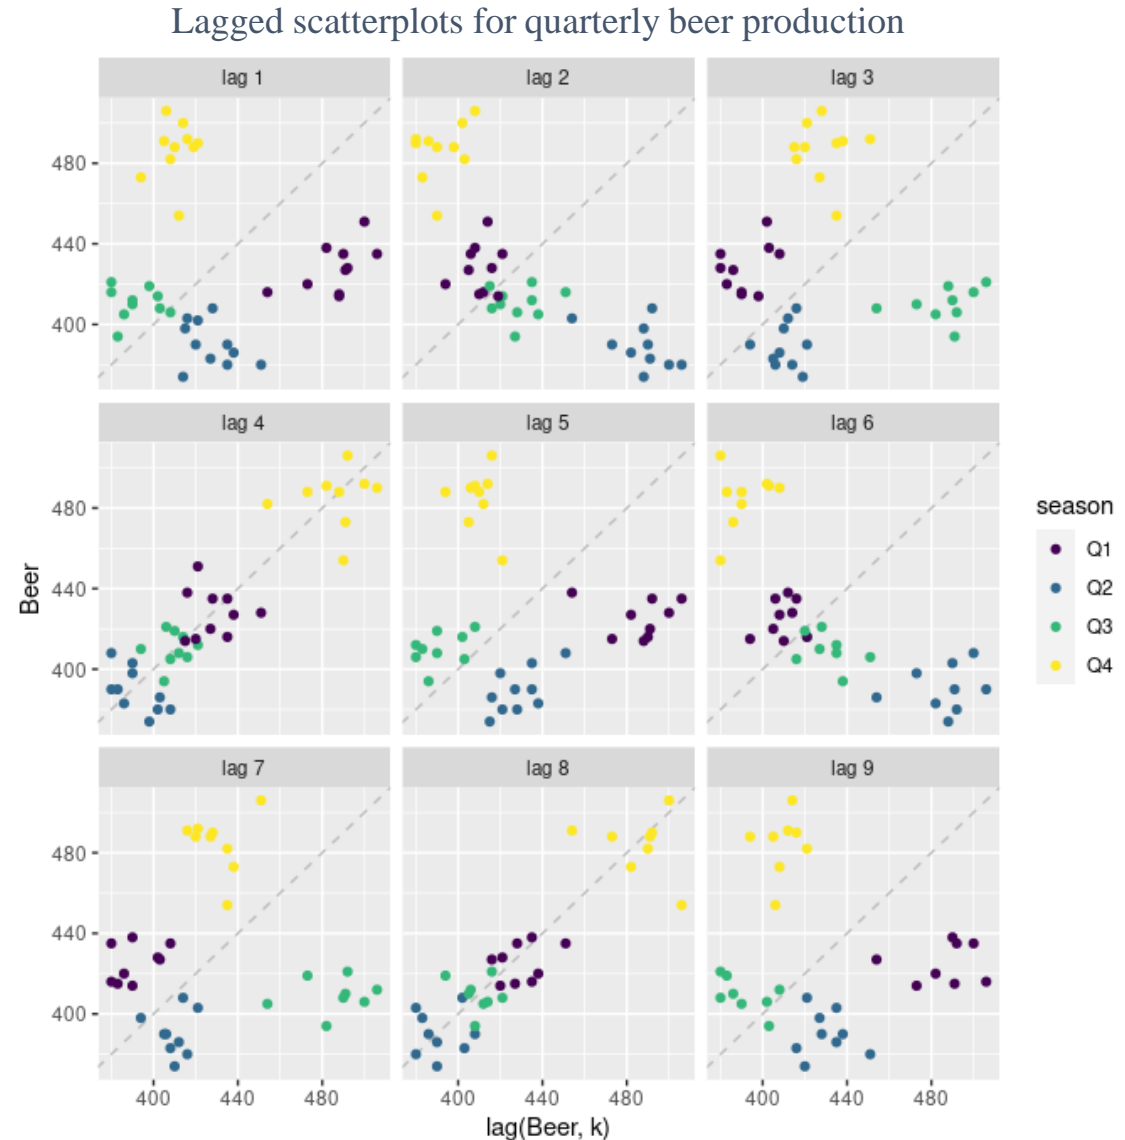 Lagged scatterplots for quarterly beer production
lag 1
lag 2
lag 3
480
440
400
lag 4
lag 5
lag 6
480
440
400
Beer
season
Q1
Q2
Q3
Q4
lag 7
lag 8
lag 9
480
440
400
400 440 480
400 440 480
400 440 480
lag(Beer, k)